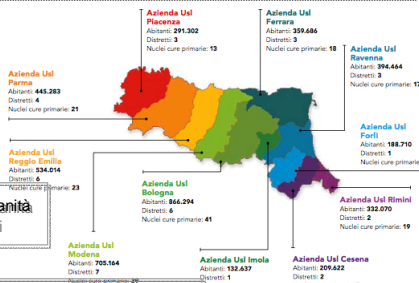 Azienda Usl
Piacenza
Abitanti: 291.302
Distretti: 3
Nuclei cure primarie: 13
Azienda Usl
Ferrara
Abitanti: 359.686
Distretti: 3
Nuclei cure primarie: 18
Azienda Usl
Ravenna
Abitanti: 394.464
Distretti: 3
Nuclei cure primarie: 17
Azienda Usl
Parma
Abitanti: 445.283
Distretti: 4
Nuclei cure primarie: 21
Azienda Usl
Forlì
Abitanti: 188.710
Distretti: 1
Nuclei cure primarie
Azienda Usl
Reggio Emilia
Abitanti: 534.014
Distretti: 6
Nuclei cure primarie: 23
Azienda Usl
Bologna
Abitanti: 866.294
Distretti: 6
Nuclei cure primarie: 41
Azienda Usl Rimini
Abitanti: 332.070
Distretti: 2
Nuclei cure primarie: 19
anità
Azienda Usl
Modena
Abitanti: 705.164
Distretti: 7
Nuclei cure primarie: 29
Azienda Usl Imola
Abitanti: 132.637
Distretti: 1
Azienda Usl Cesena
Abitanti: 209.622
Distretti: 2